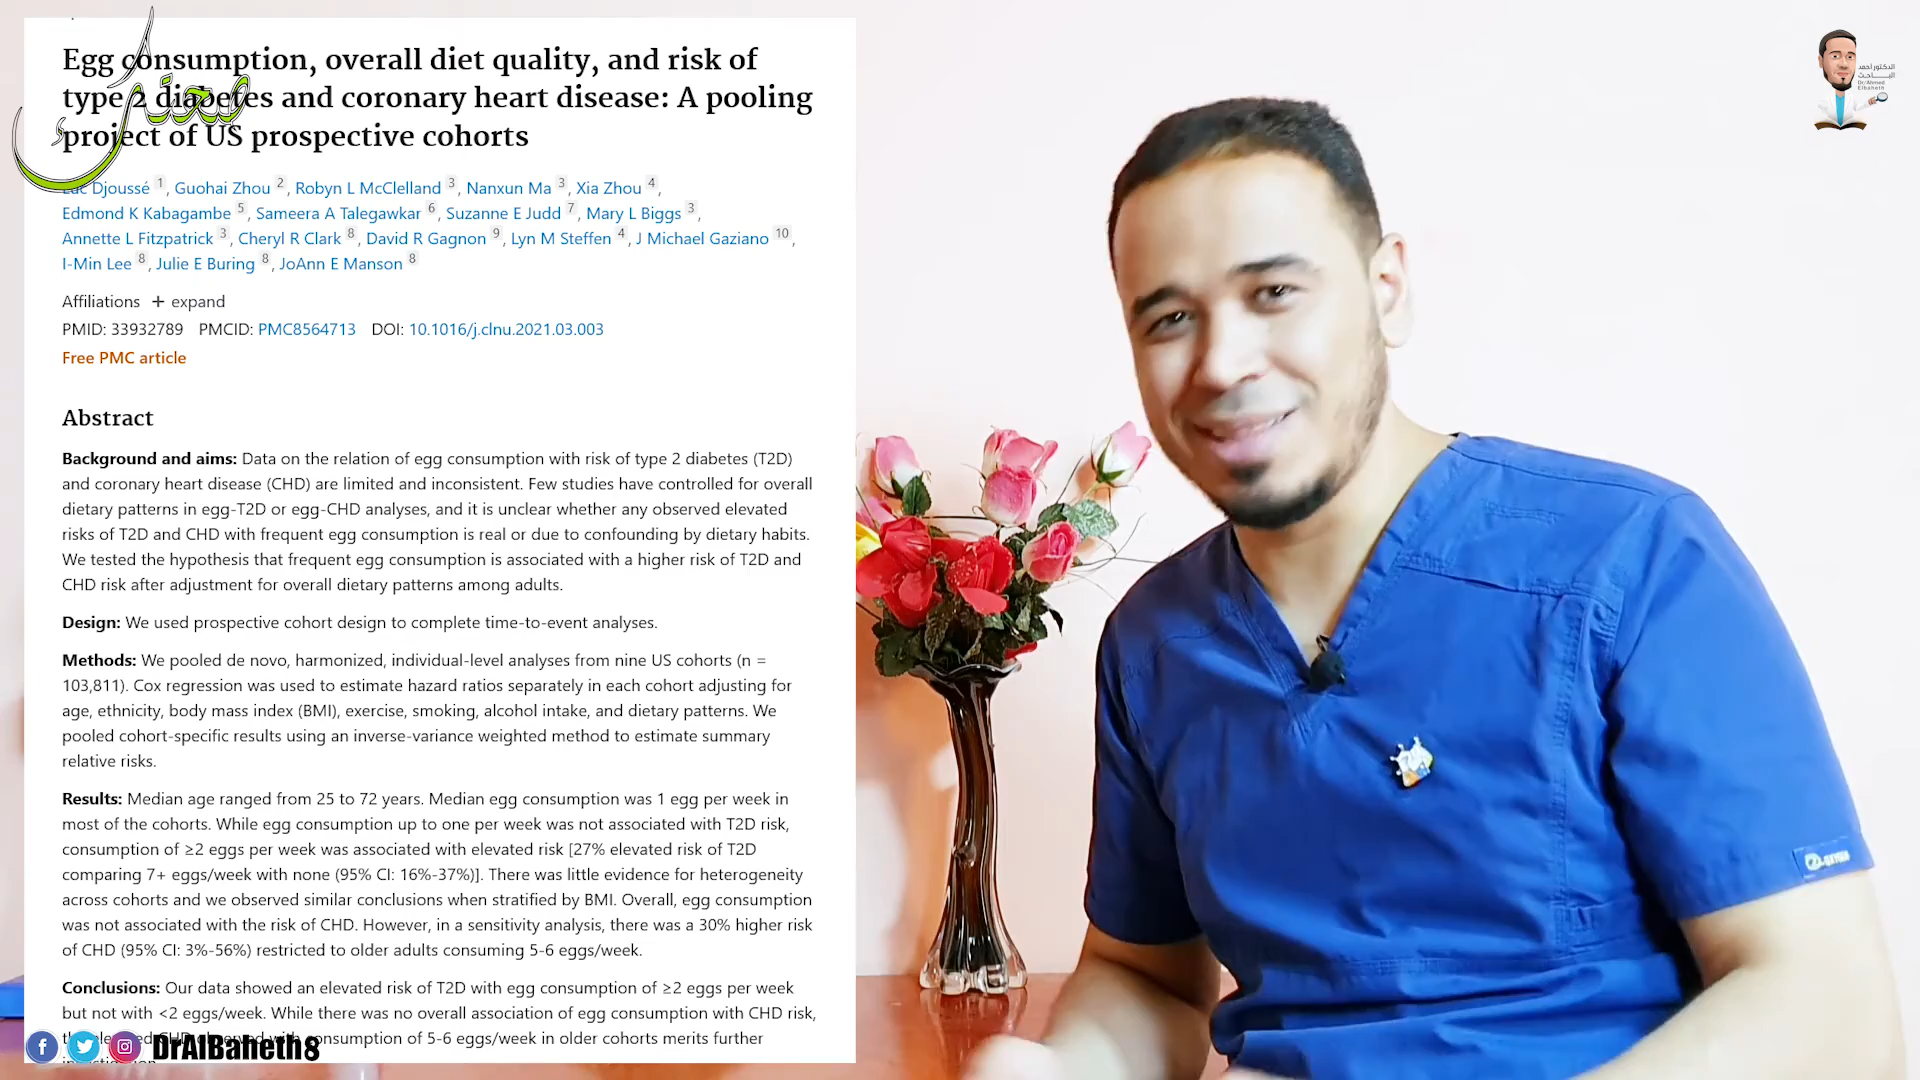 Egg consumption, overall diet quality, and risk of
type 2 diabetes and coronary heart disease: A pooling
project of US prospective cohorts
صحتك
Luc Djoussé 1, Guohai Zhou 2, Robyn L McClelland 3, Nanxun Ma 3, Xia Zhou 4,
Edmond K Kabagambe 5, Sameera A Talegawkar 6, Suzanne E Judd 7, Mary L Biggs 3,
Annette L Fitzpatrick 3, Cheryl R Clark 8, David R Gagnon 9, Lyn M Steffen 4, J Michael Gaziano 10,
I-Min Lee 8, Julie E Buring 8, JoAnn E Manson 8
Affiliations + expand
PMID: 33932789 PMCID: PMC8564713 DOI: 10.1016/j.clnu.2021.03.003
Free PMC article
Abstract
Background and aims: Data on the relation of egg consumption with risk of type 2 diabetes (T2D)
and coronary heart disease (CHD) are limited and inconsistent. Few studies have controlled for overall
dietary patterns in egg-T2D or egg-CHD analyses, and it is unclear whether any observed elevated
risks of T2D and CHD with frequent egg consumption is real or due to confounding by dietary habits.
We tested the hypothesis that frequent egg consumption is associated with a higher risk of T2D and
CHD risk after adjustment for overall dietary patterns among adults.
Design: We used prospective cohort design to complete time-to-event analyses.
Methods: We pooled de novo, harmonized, individual-level analyses from nine US cohorts (n =
103,811). Cox regression was used to estimate hazard ratios separately in each cohort adjusting for
age, ethnicity, body mass index (BMI), exercise, smoking, alcohol intake, and dietary patterns. We
pooled cohort-specific results using an inverse-variance weighted method to estimate summary
relative risks.
Results: Median age ranged from 25 to 72 years. Median egg consumption was 1 egg per week in
most of the cohorts. While egg consumption up to one per week was not associated with T2D risk,
consumption of ≥2 eggs per week was associated with elevated risk [27% elevated risk of T2D
comparing 7+ eggs/week with none (95% CI: 16%-37%)]. There was little evidence for heterogeneity
across cohorts and we observed similar conclusions when stratified by BMI. Overall, egg consumption
was not associated with the risk of CHD. However, in a sensitivity analysis, there was a 30% higher risk
of CHD (95% CI: 3%-56%) restricted to older adults consuming 5-6 eggs/week.
Conclusions: Our data showed an elevated risk of T2D with egg consumption of ≥2 eggs per week
but not with <2 eggs/week. While there was no overall association of egg consumption with CHD risk,
CHD observed with consumption of 5-6 eggs/week in older cohorts merits further
DrAlBaheth8
الدكتور أحمد
الباحث
Dr/Ahmed
Elbaheth